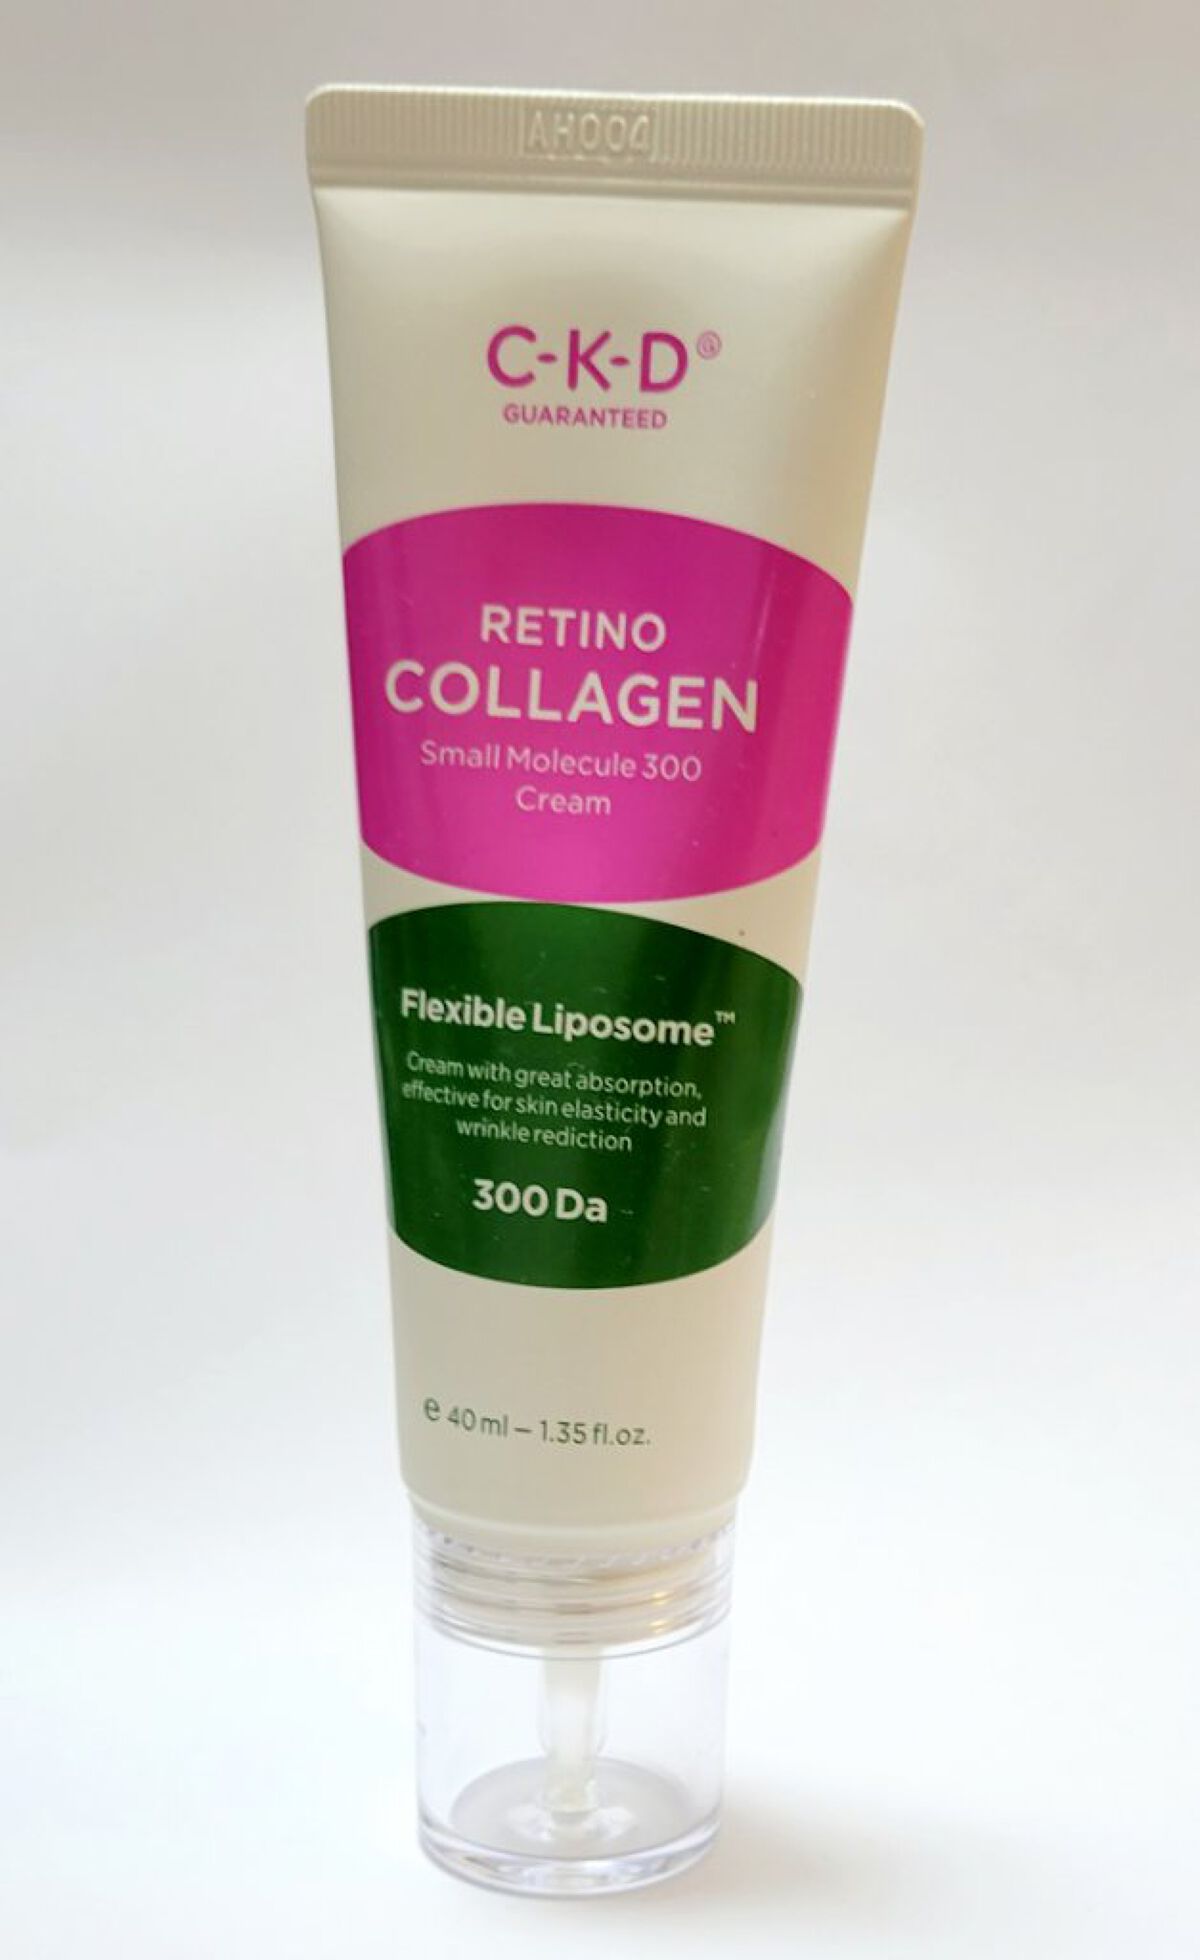 AH004
C-K-D®
GUARANTEED
RETINO
COLLAGEN
Small Molecule 300
Cream
Flexible Liposome™
Cream with great absorption,
effective for skin elasticity and
wrinkle rediction
300 Da
℮ 40 ml – 1.35 fl.oz.